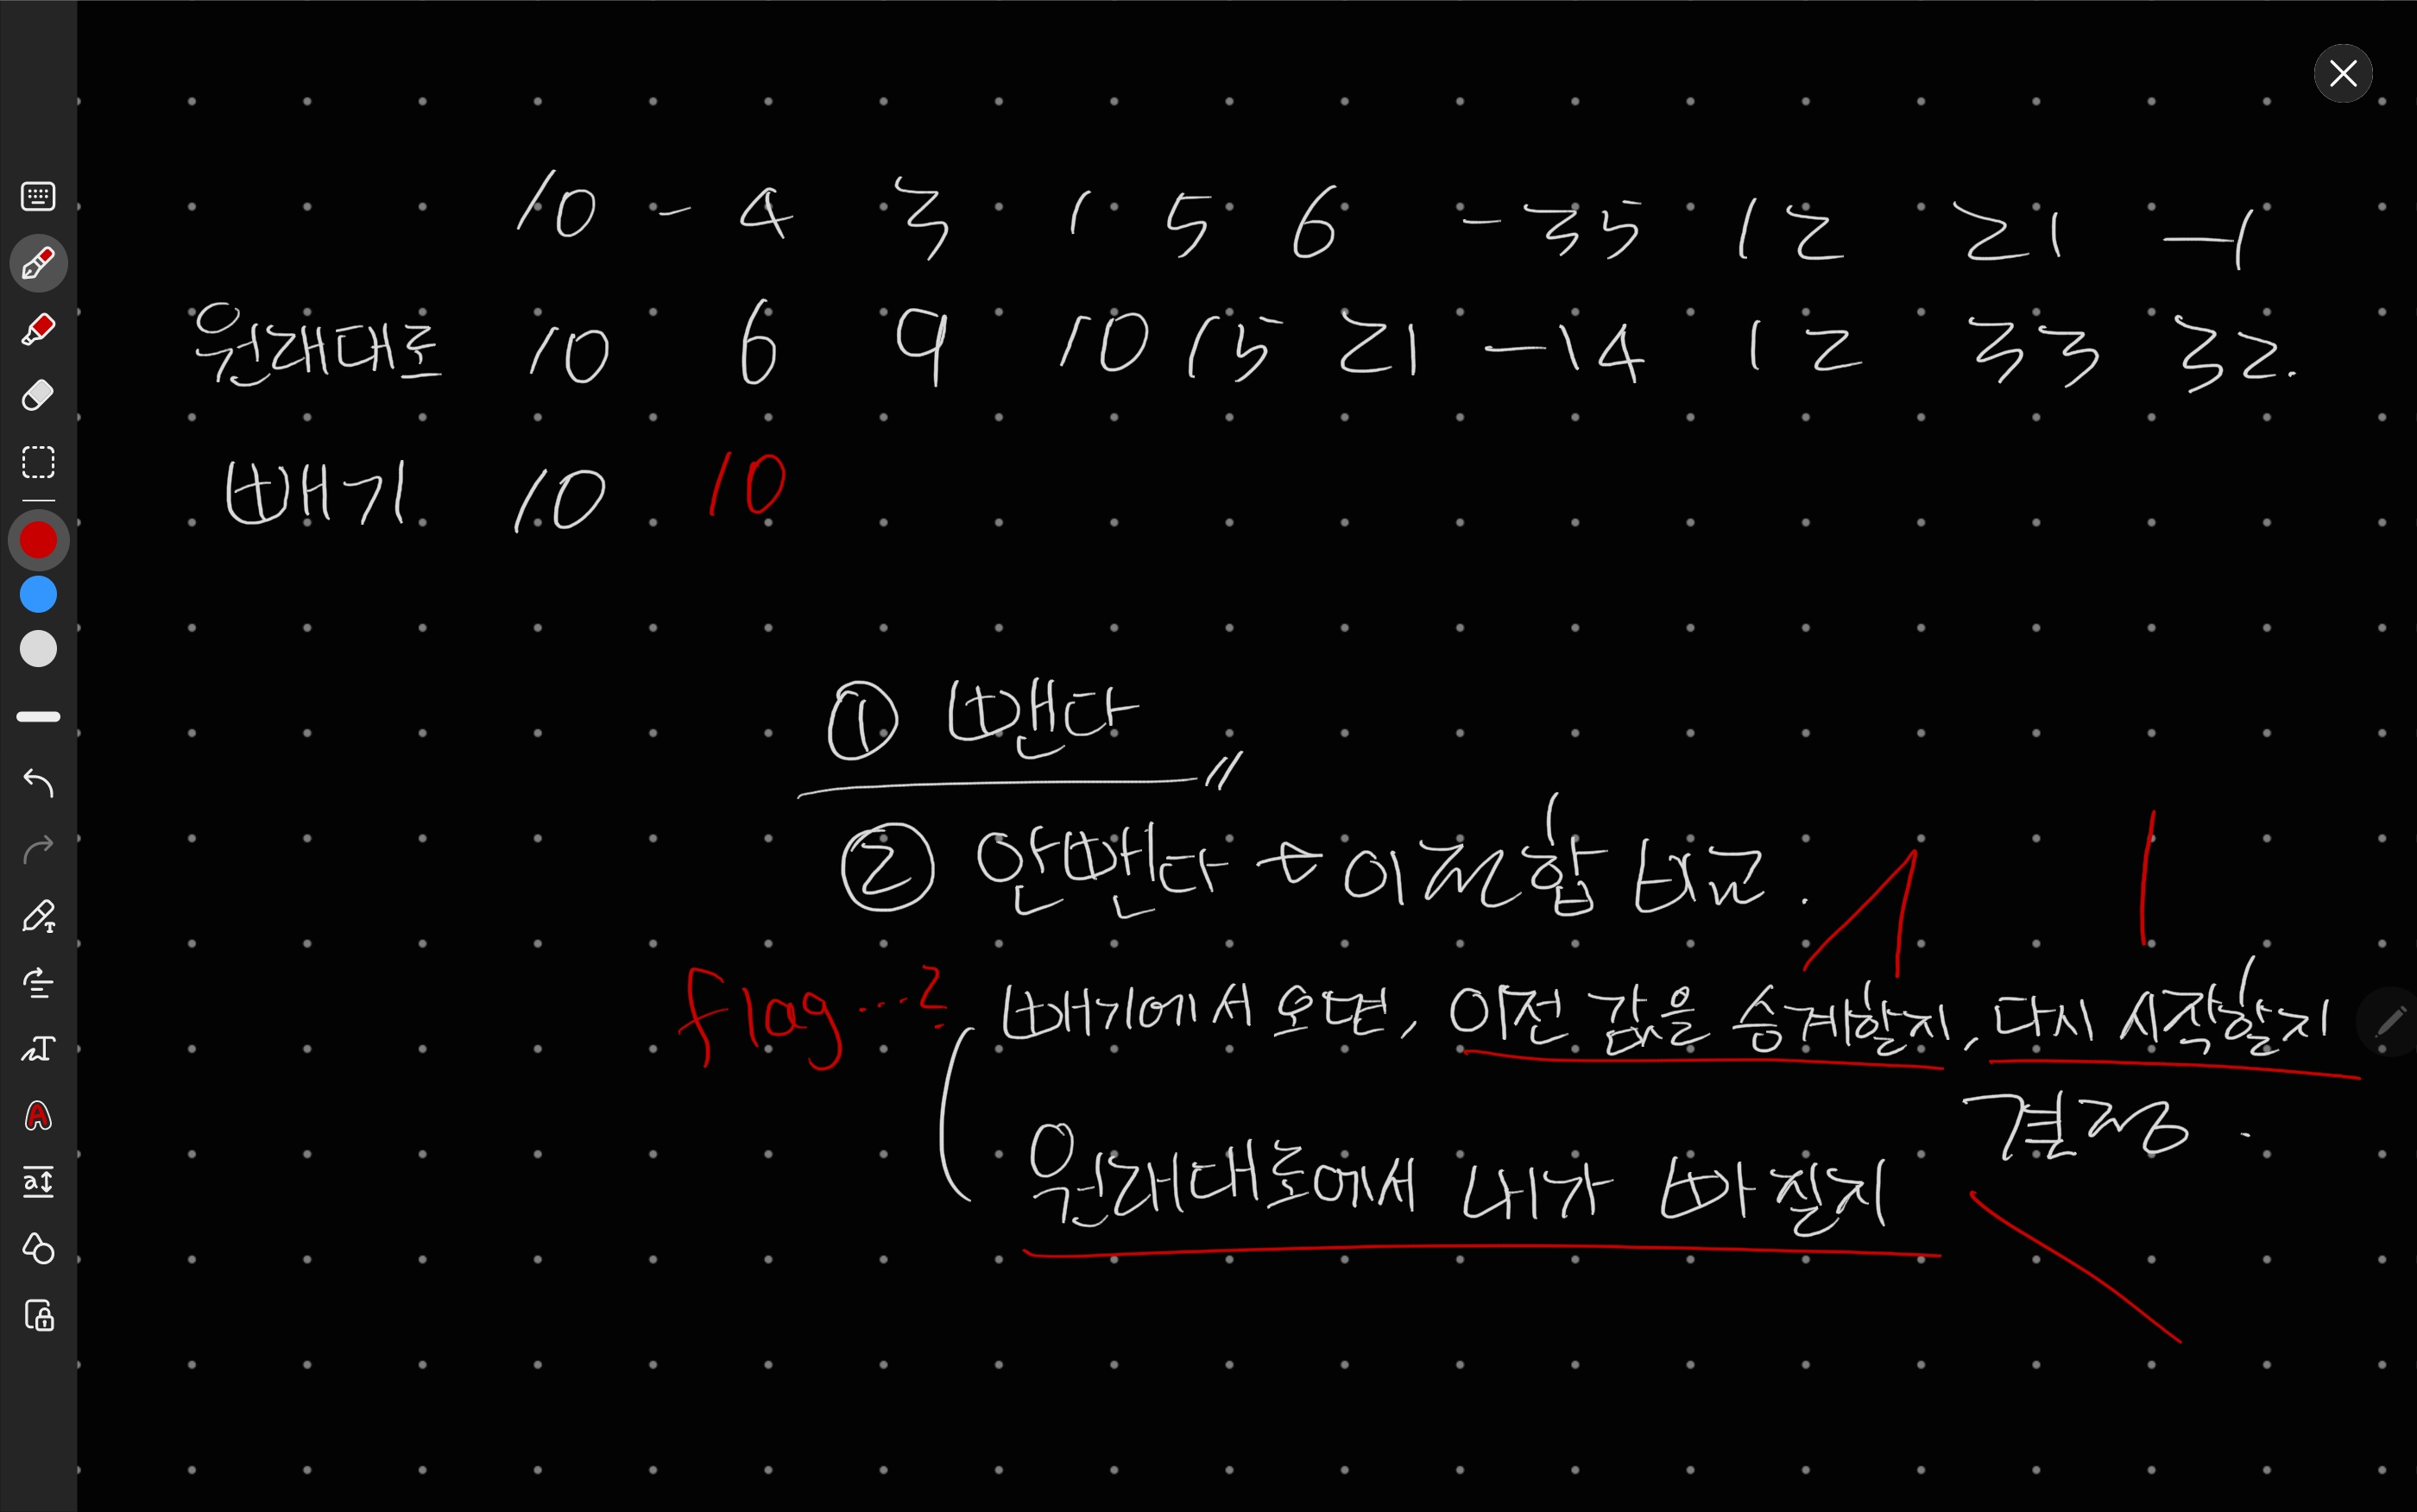 10 -4 3 1 5 6 -35 12 21 -1
원래대로 10 6 9 10 15 21 -14 12 33 32.
빼기 10 10
① 뺀다
② 안뺀다 + 이전합 비교.
flag...? 빼기에서 오면, 이전 값을 승계할지, 다시 시작할지
결정.
원래대로에서 내가 빠질지